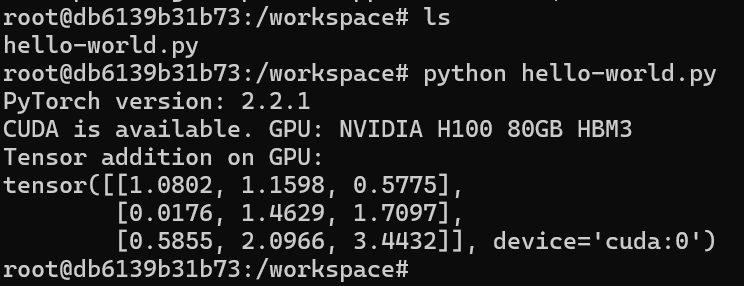 root@db6139b31b73:/workspace# ls
hello-world.py
root@db6139b31b73:/workspace# python hello-world.py
PyTorch version: 2.2.1
CUDA is available. GPU: NVIDIA H100 80GB HBM3
Tensor addition on GPU:
tensor([[1.0802, 1.1598, 0.5775],
        [0.0176, 1.4629, 1.7097],
        [0.5855, 2.0966, 3.4432]], device='cuda:0')
root@db6139b31b73:/workspace#